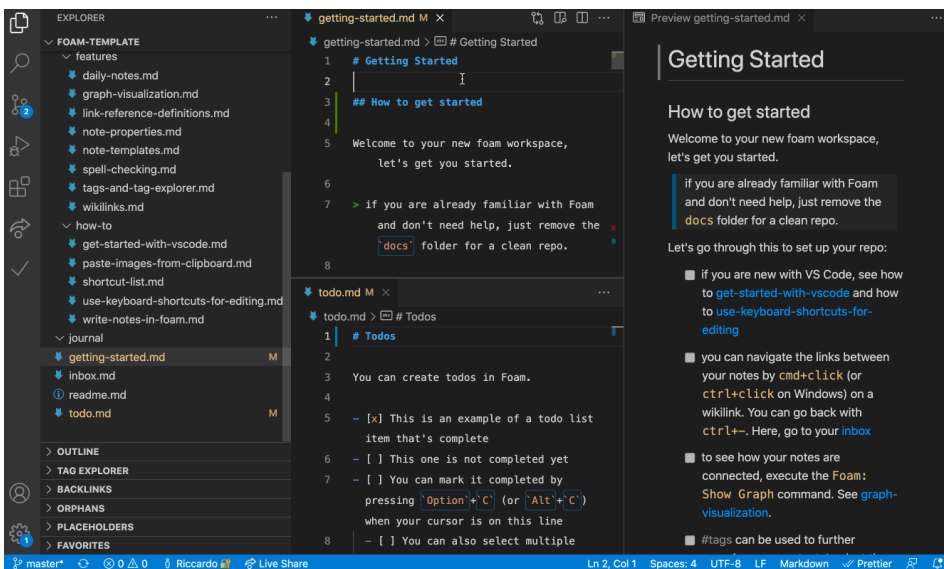 EXPLORER
FOAM-TEMPLATE
features
daily-notes.md
graph-visualization.md
link-reference-definitions.md
note-properties.md
note-templates.md
spell-checking.md
tags-and-tag-explorer.md
wikilinks.md
how-to
get-started-with-vscode.md
paste-images-from-clipboard.md
shortcut-list.md
use-keyboard-shortcuts-for-editing.md
write-notes-in-foam.md
journal
getting-started.md M
inbox.md
readme.md
todo.md M
OUTLINE
TAG EXPLORER
BACKLINKS
ORPHANS
PLACEHOLDERS
FAVORITES
2
1
getting-started.md M
getting-started.md > # Getting Started
1 # Getting Started
2
3 ## How to get started
4
5 Welcome to your new foam workspace,
let's get you started.
6
7 > if you are already familiar with Foam
and don't need help, just remove the
`docs` folder for a clean repo.
8
todo.md M
todo.md > # Todos
1 # Todos
2
3 You can create todos in Foam.
4
5 - [x] This is an example of a todo list
item that's complete
6 - [ ] This one is not completed yet
7 - [ ] You can mark it completed by
pressing `Option`+`C` (or `Alt`+`C`)
when your cursor is on this line
8 - [ ] You can also select multiple
Preview getting-started.md
Getting Started
How to get started
Welcome to your new foam workspace,
let's get you started.
if you are already familiar with Foam
and don't need help, just remove the
docs folder for a clean repo.
Let's go through this to set up your repo:
if you are new with VS Code, see how
to get-started-with-vscode and how
to use-keyboard-shortcuts-for-
editing
you can navigate the links between
your notes by cmd+click (or
ctrl+click on Windows) on a
wikilink. You can go back with
ctrl+-. Here, go to your inbox
to see how your notes are
connected, execute the Foam:
Show Graph command. See graph-
visualization.
#tags can be used to further
master* 0 0 Riccardo Live Share Ln 2, Col 1 Spaces: 4 UTF-8 LF Markdown Prettier